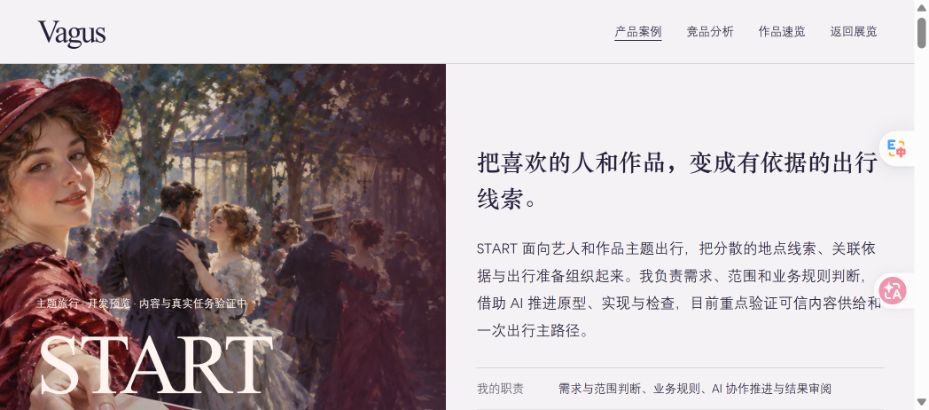 Vagus
产品案例 竞品分析 作品速览 返回展览
主题旅行 · 开发预览 · 内容与真实任务验证中
START
把喜欢的人和作品，变成有依据的出行
线索。
START 面向艺人和作品主题出行，把分散的地点线索、关联依
据与出行准备组织起来。我负责需求、范围和业务规则判断，
借助 AI 推进原型、实现与检查，目前重点验证可信内容供给和
一次出行主路径。
我的职责 需求与范围判断、业务规则、AI 协作推进与结果审阅